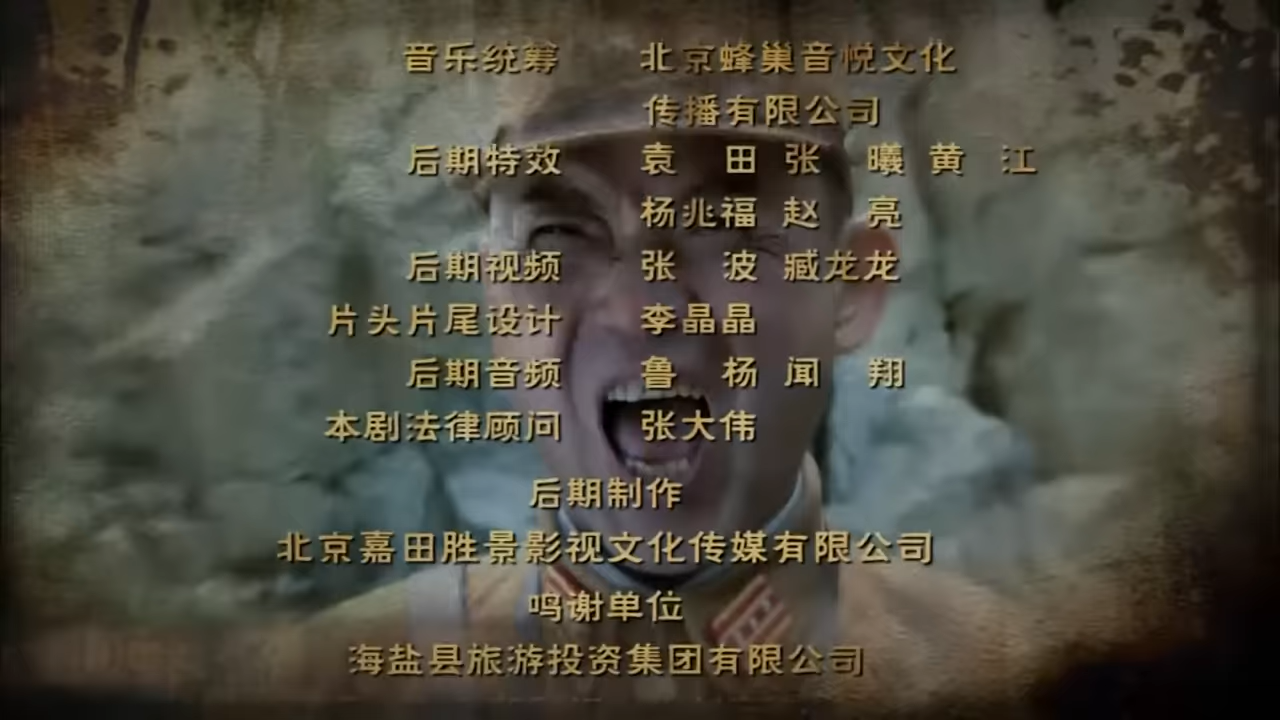 音乐统筹 北京蜂巢音悦文化
传播有限公司
后期特效 袁 田 张 曦 黄 江
杨兆福 赵 亮
后期视频 张 波 臧龙龙
片头片尾设计 李晶晶
后期音频 鲁 杨 闻 翔
本剧法律顾问 张大伟
后期制作
北京嘉田胜景影视文化传媒有限公司
鸣谢单位
海盐县旅游投资集团有限公司